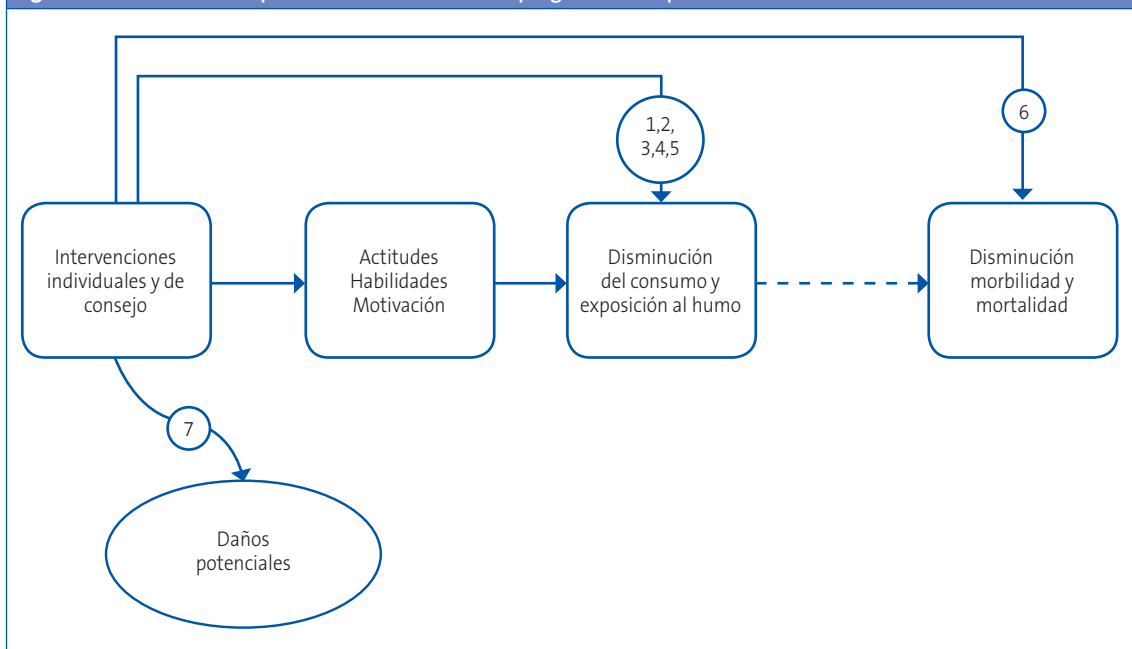 1,2,
3,4,5
6
Intervenciones
individuales y de
consejo
Actitudes
Habilidades
Motivación
Disminución
del consumo y
exposición al humo
Disminución
morbilidad y
mortalidad
7
Daños
potenciales